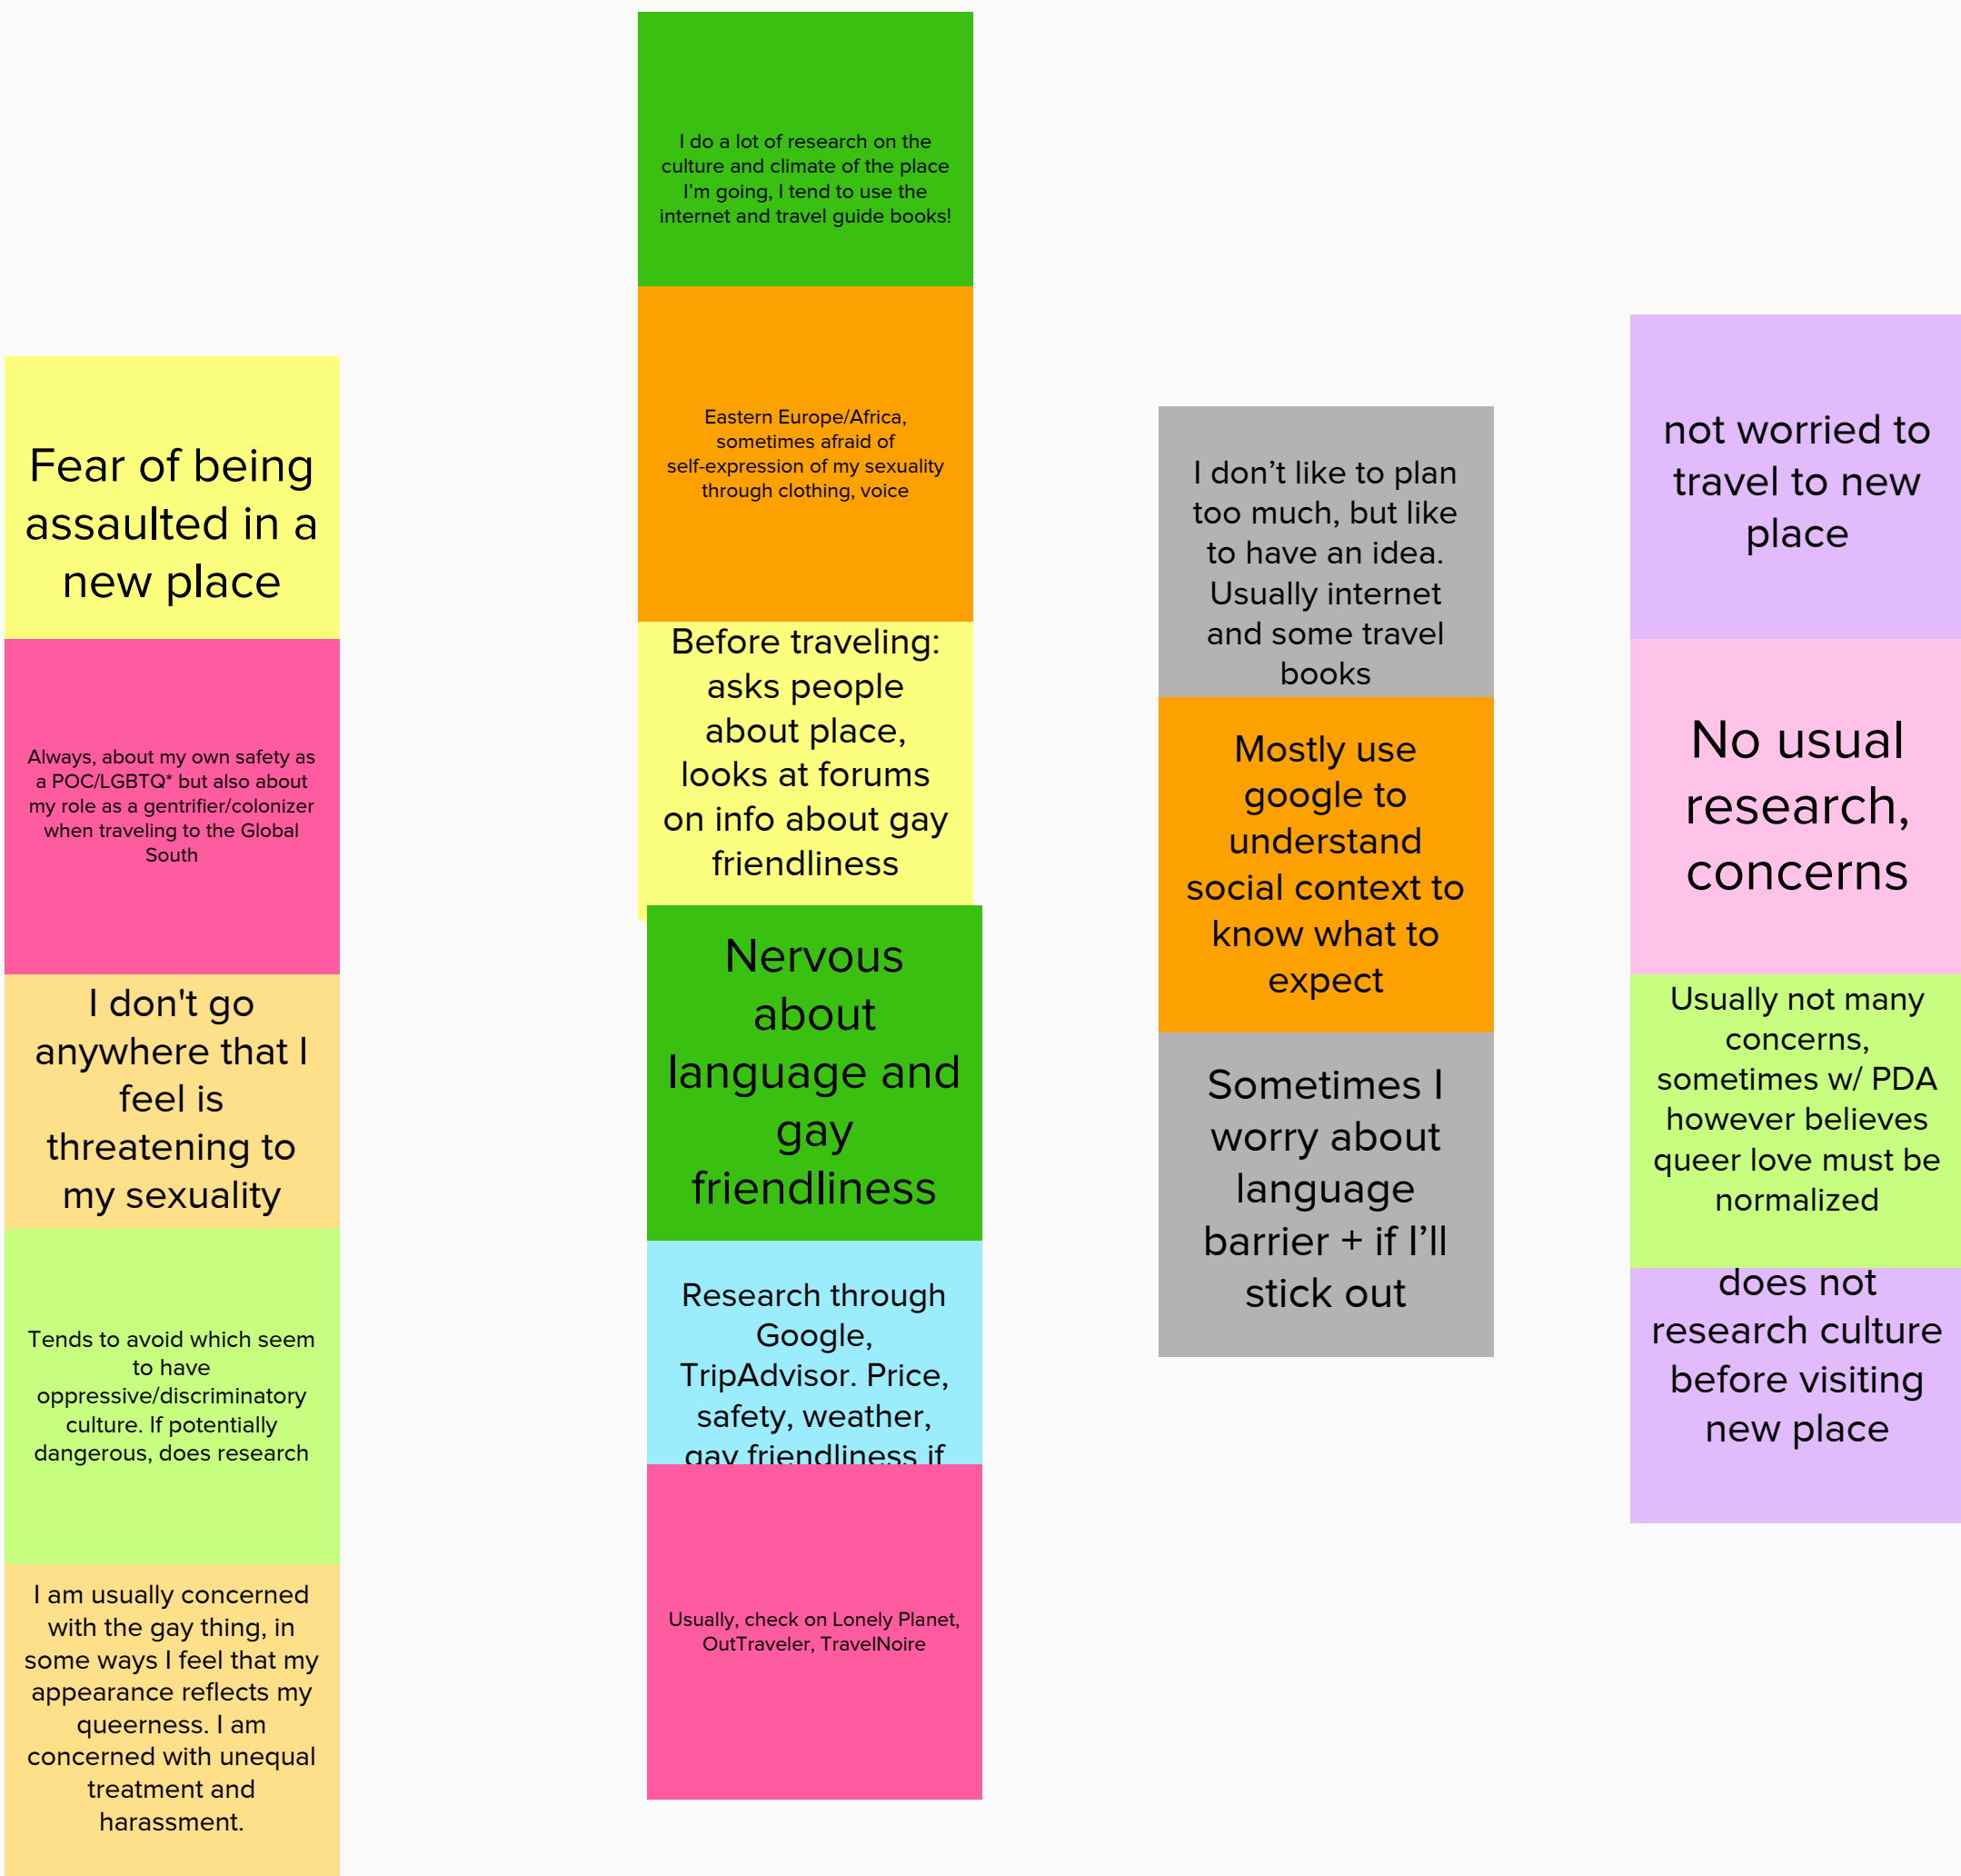 Fear of being
assaulted in a
new place
Always, about my own safety as
a POC/LGBTQ* but also about
my role as a gentrifier/colonizer
when traveling to the Global
South
I don't go
anywhere that I
feel is
threatening to
my sexuality
Tends to avoid which seem
to have
oppressive/discriminatory
culture. If potentially
dangerous, does research
I am usually concerned
with the gay thing, in
some ways I feel that my
appearance reflects my
queerness. I am
concerned with unequal
treatment and
harassment.
I do a lot of research on the
culture and climate of the place
I’m going, I tend to use the
internet and travel guide books!
Eastern Europe/Africa,
sometimes afraid of
self-expression of my sexuality
through clothing, voice
Before traveling:
asks people
about place,
looks at forums
on info about gay
friendliness
Nervous
about
language and
gay
friendliness
Research through
Google,
TripAdvisor. Price,
safety, weather,
gay friendliness if
Usually, check on Lonely Planet,
OutTraveler, TravelNoire
I don’t like to plan
too much, but like
to have an idea.
Usually internet
and some travel
books
Mostly use
google to
understand
social context to
know what to
expect
Sometimes I
worry about
language
barrier + if I’ll
stick out
not worried to
travel to new
place
No usual
research,
concerns
Usually not many
concerns,
sometimes w/ PDA
however believes
queer love must be
normalized
does not
research culture
before visiting
new place